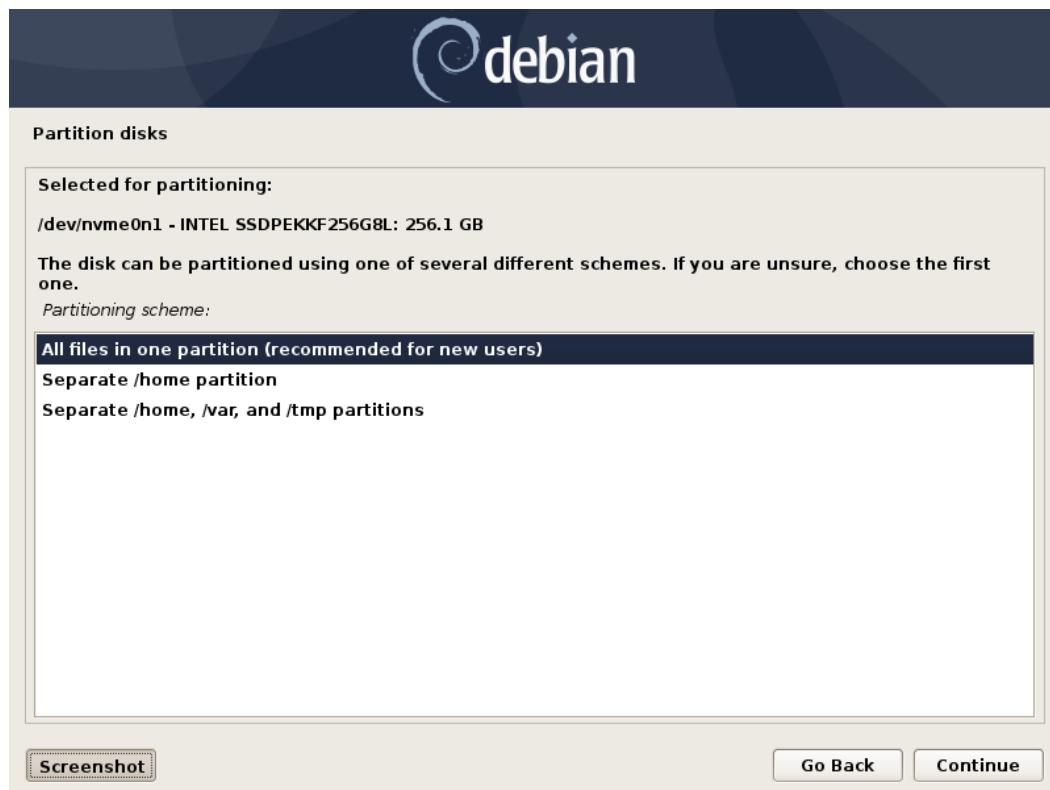 debian
Partition disks
Selected for partitioning:
/dev/nvme0n1 - INTEL SSDPEKKF256G8L: 256.1 GB
The disk can be partitioned using one of several different schemes. If you are unsure, choose the first
one.
Partitioning scheme:
All files in one partition (recommended for new users)
Separate /home partition
Separate /home, /var, and /tmp partitions
Screenshot
Go Back
Continue